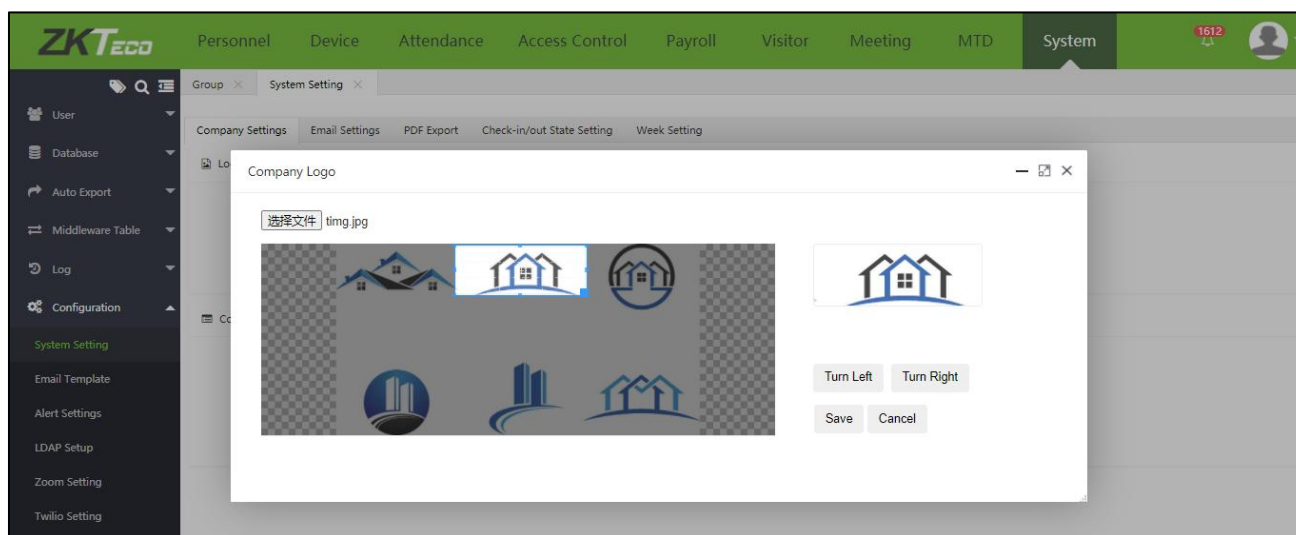 ZKTECO Personnel Device Attendance Access Control Payroll Visitor Meeting MTD System 1612
Group System Setting
User
Company Settings Email Settings PDF Export Check-in/out State Setting Week Setting
Database
Lo
Company Logo
Auto Export
选择文件 timg.jpg
Middleware Table
Log
Configuration
Co
System Setting
Email Template
Turn Left Turn Right
Alert Settings
Save Cancel
LDAP Setup
Zoom Setting
Twilio Setting